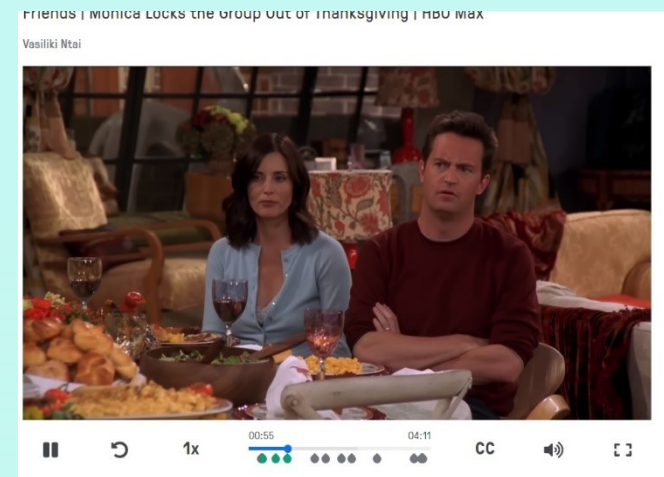 Friends | Monica Locks the Group Out of Thanksgiving | HBO Max
Vasiliki Ntai
00:55 04:11
1x CC